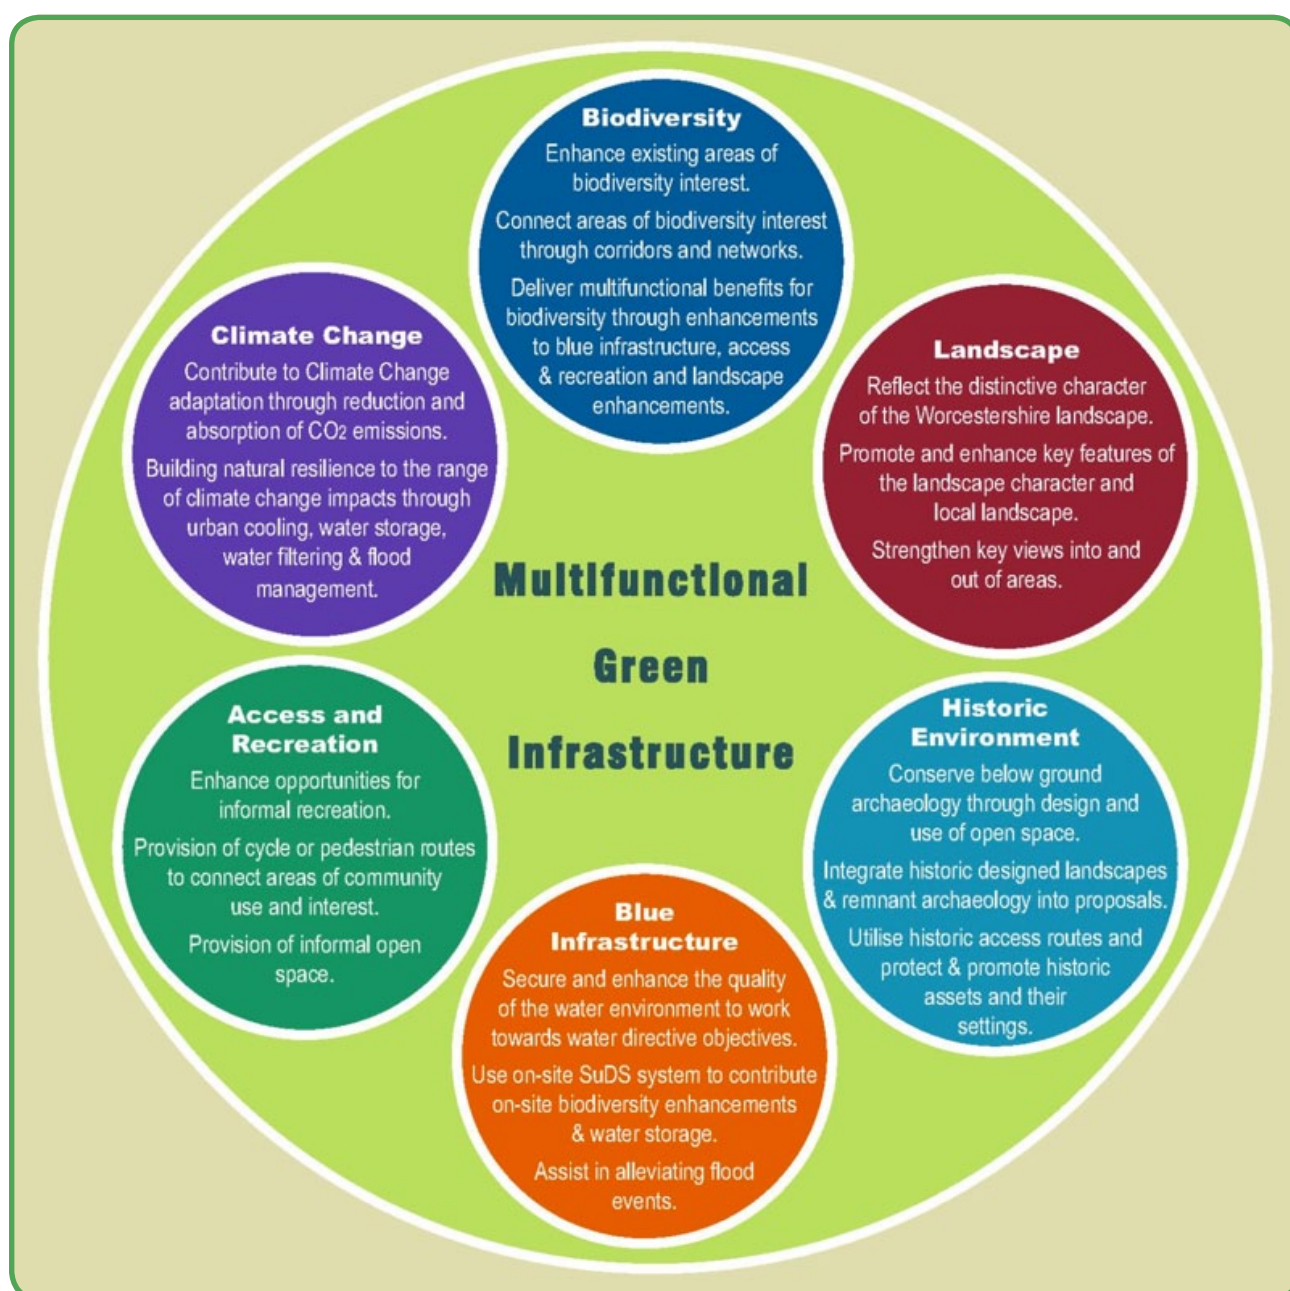 Biodiversity
Enhance existing areas of
biodiversity interest.
Connect areas of biodiversity interest
through corridors and networks.
Deliver multifunctional benefits for
biodiversity through enhancements
to blue infrastructure, access
& recreation and landscape
enhancements.
Landscape
Reflect the distinctive character
of the Worcestershire landscape.
Promote and enhance key features of
the landscape character and
local landscape.
Strengthen key views into and
out of areas.
Historic
Environment
Conserve below ground
archaeology through design and
use of open space.
Integrate historic designed landscapes
& remnant archaeology into proposals.
Utilise historic access routes and
protect & promote historic
assets and their
settings.
Blue
Infrastructure
Secure and enhance the quality
of the water environment to work
towards water directive objectives.
Use on-site SuDS system to contribute
on-site biodiversity enhancements
& water storage.
Assist in alleviating flood
events.
Access and
Recreation
Enhance opportunities for
informal recreation.
Provision of cycle or pedestrian routes
to connect areas of community
use and interest.
Provision of informal open
space.
Climate Change
Contribute to Climate Change
adaptation through reduction and
absorption of CO2 emissions.
Building natural resilience to the range
of climate change impacts through
urban cooling, water storage,
water filtering & flood
management.
Multifunctional
Green
Infrastructure